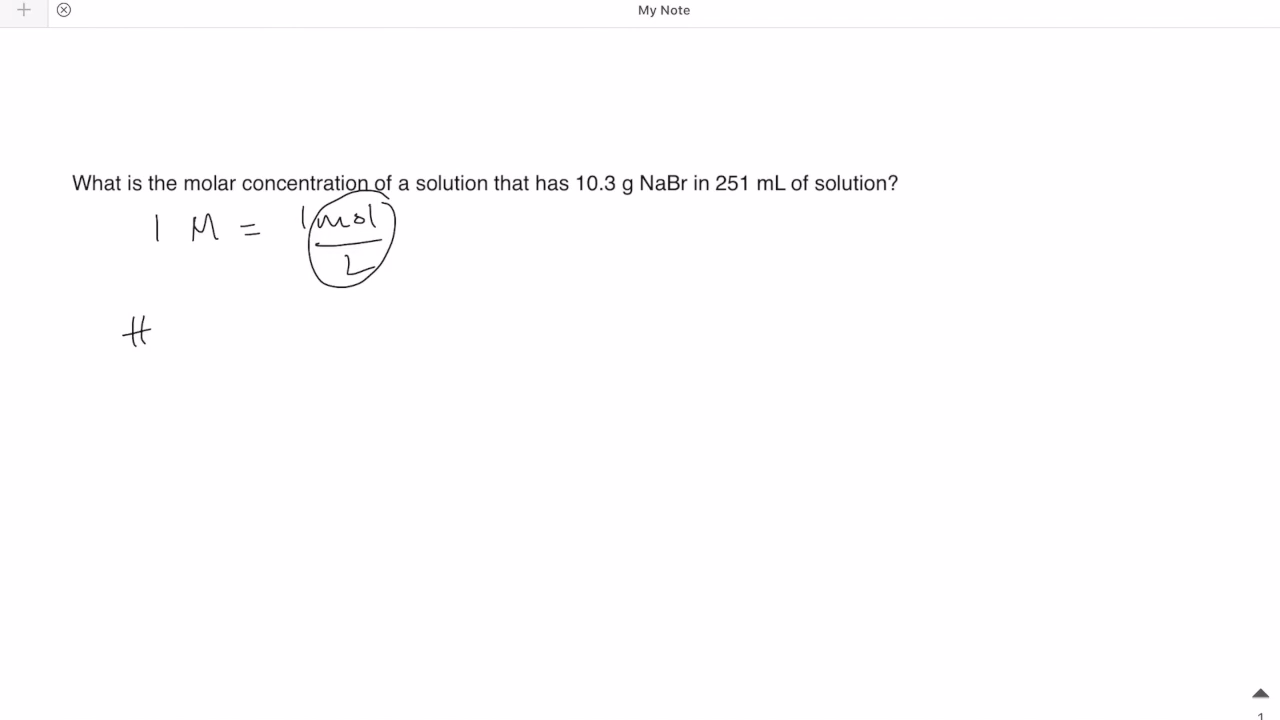 My Note
What is the molar concentration of a solution that has 10.3 g NaBr in 251 mL of solution?
1 M = 1 mol
L
#
1